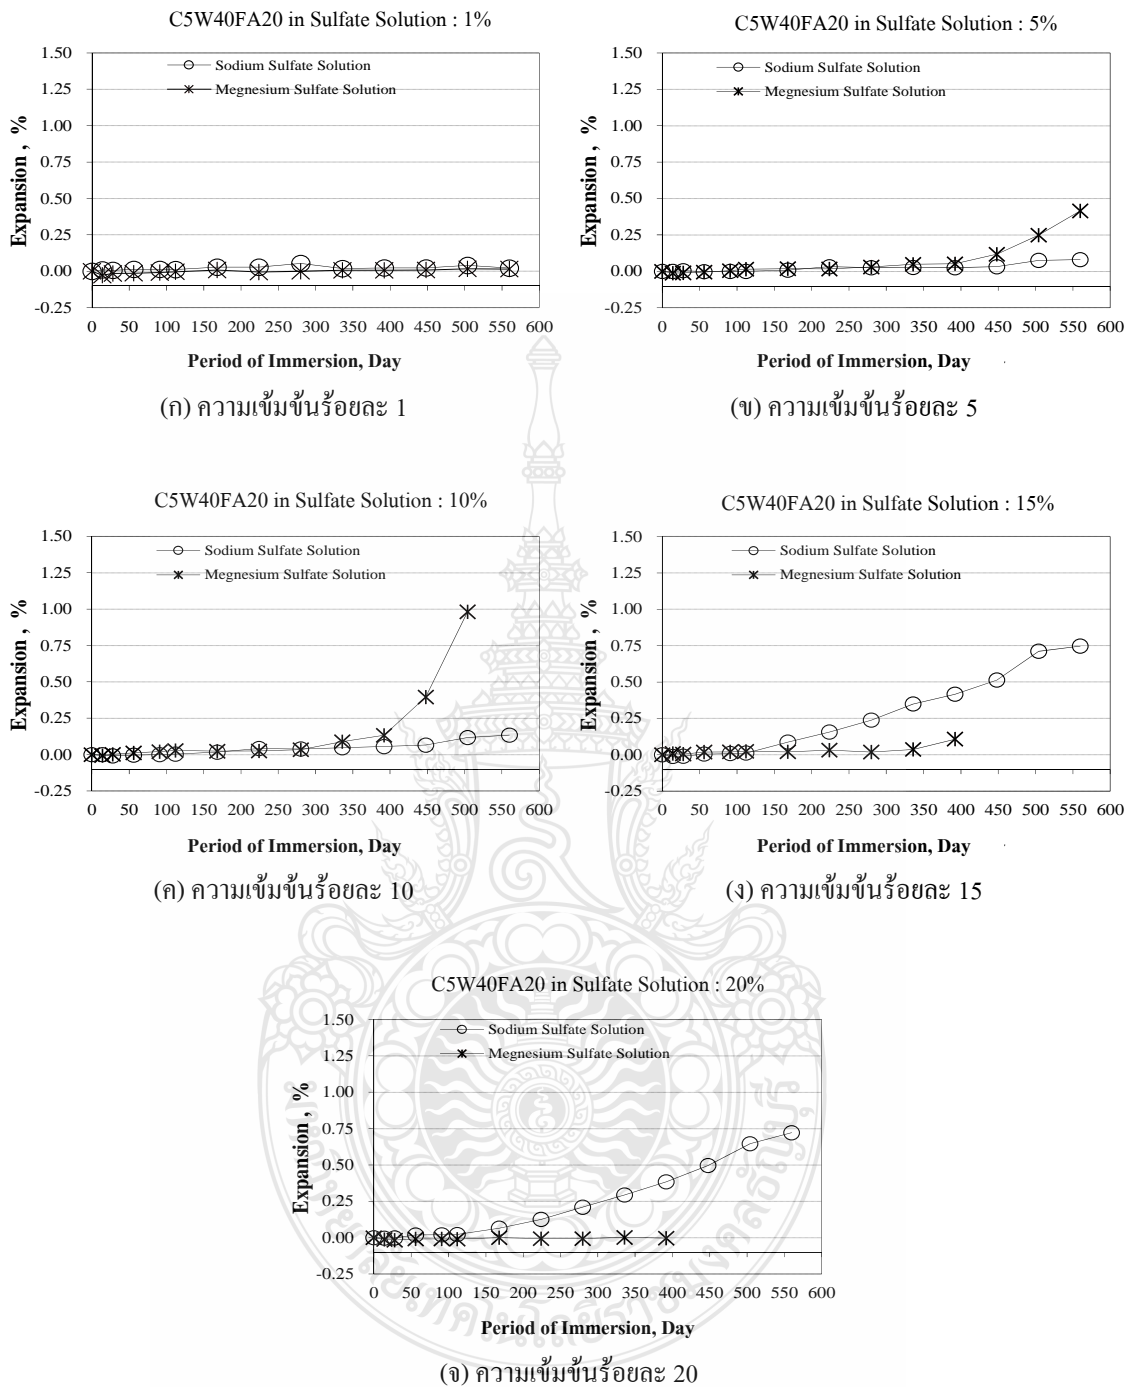 C5W40FA20 in Sulfate Solution : 1%
1.50
1.25
1.00
0.75
0.50
0.25
0.00
-0.25
Expansion , %
Sodium Sulfate Solution
Megnesium Sulfate Solution
0 50 100 150 200 250 300 350 400 450 500 550 600
Period of Immersion, Day
(ก) ความเข้มข้นร้อยละ 1
C5W40FA20 in Sulfate Solution : 5%
1.50
1.25
1.00
0.75
0.50
0.25
0.00
-0.25
Expansion , %
Sodium Sulfate Solution
Megnesium Sulfate Solution
0 50 100 150 200 250 300 350 400 450 500 550 600
Period of Immersion, Day
(ข) ความเข้มข้นร้อยละ 5
C5W40FA20 in Sulfate Solution : 10%
1.50
1.25
1.00
0.75
0.50
0.25
0.00
-0.25
Expansion , %
Sodium Sulfate Solution
Megnesium Sulfate Solution
0 50 100 150 200 250 300 350 400 450 500 550 600
Period of Immersion, Day
(ค) ความเข้มข้นร้อยละ 10
C5W40FA20 in Sulfate Solution : 15%
1.50
1.25
1.00
0.75
0.50
0.25
0.00
-0.25
Expansion , %
Sodium Sulfate Solution
Megnesium Sulfate Solution
0 50 100 150 200 250 300 350 400 450 500 550 600
Period of Immersion, Day
(ง) ความเข้มข้นร้อยละ 15
C5W40FA20 in Sulfate Solution : 20%
1.50
1.25
1.00
0.75
0.50
0.25
0.00
-0.25
Expansion , %
Sodium Sulfate Solution
Megnesium Sulfate Solution
0 50 100 150 200 250 300 350 400 450 500 550 600
Period of Immersion, Day
(จ) ความเข้มข้นร้อยละ 20